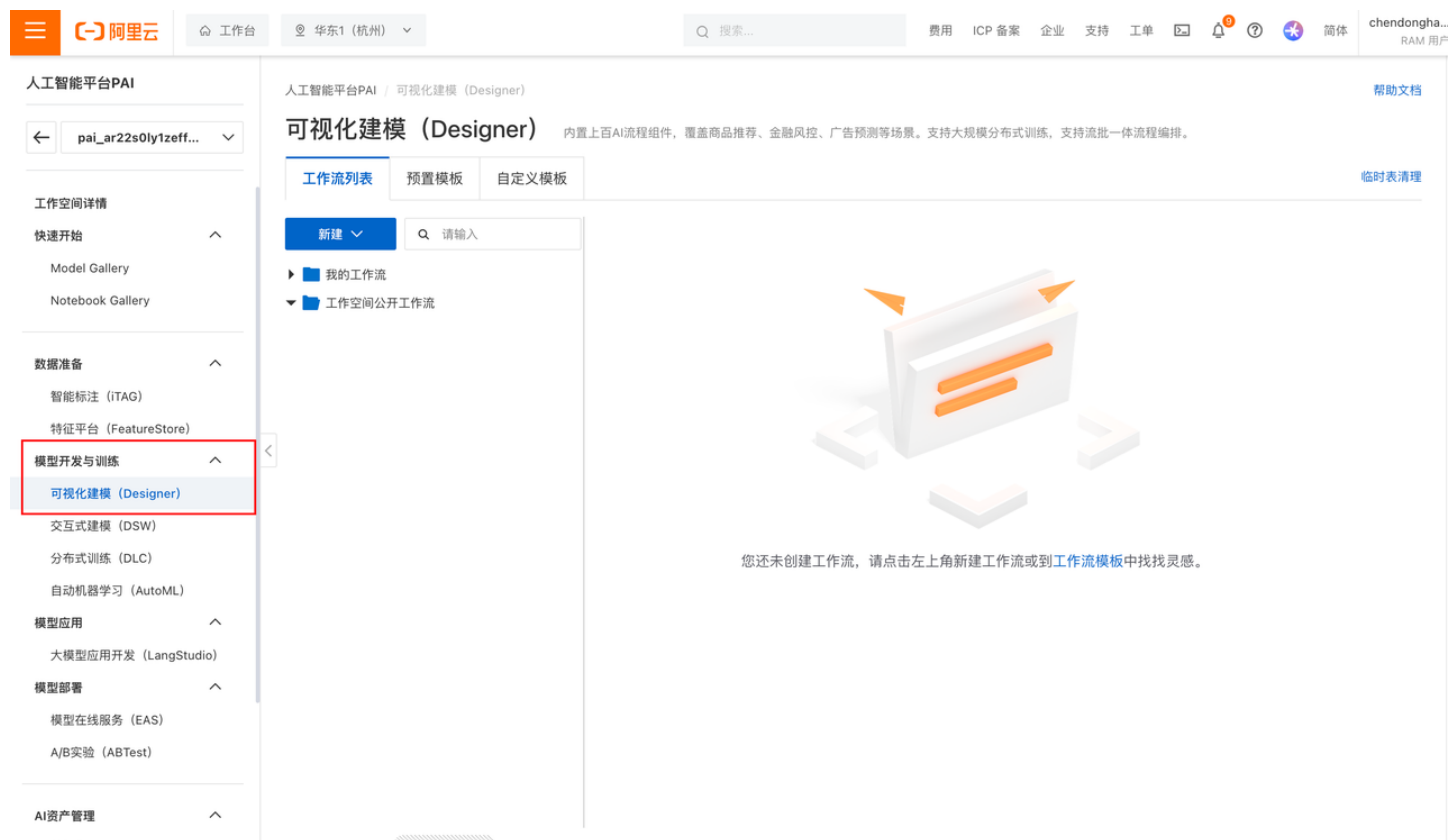 阿里云
工作台
华东1（杭州）
搜索...
费用
ICP 备案
企业
支持
工单
9
简体
chendongha...
RAM 用户
人工智能平台PAI
pai_ar22s0ly1zeff...
工作空间详情
快速开始
Model Gallery
Notebook Gallery
数据准备
智能标注（iTAG）
特征平台（FeatureStore）
模型开发与训练
可视化建模（Designer）
交互式建模（DSW）
分布式训练（DLC）
自动机器学习（AutoML）
模型应用
大模型应用开发（LangStudio）
模型部署
模型在线服务（EAS）
A/B实验（ABTest）
AI资产管理
人工智能平台PAI / 可视化建模（Designer）
帮助文档
可视化建模（Designer） 内置上百AI流程组件，覆盖商品推荐、金融风控、广告预测等场景。支持大规模分布式训练，支持流批一体流程编排。
工作流列表
预置模板
自定义模板
临时表清理
新建
请输入
我的工作流
工作空间公开工作流
您还未创建工作流，请点击左上角新建工作流或到工作流模板中找找灵感。